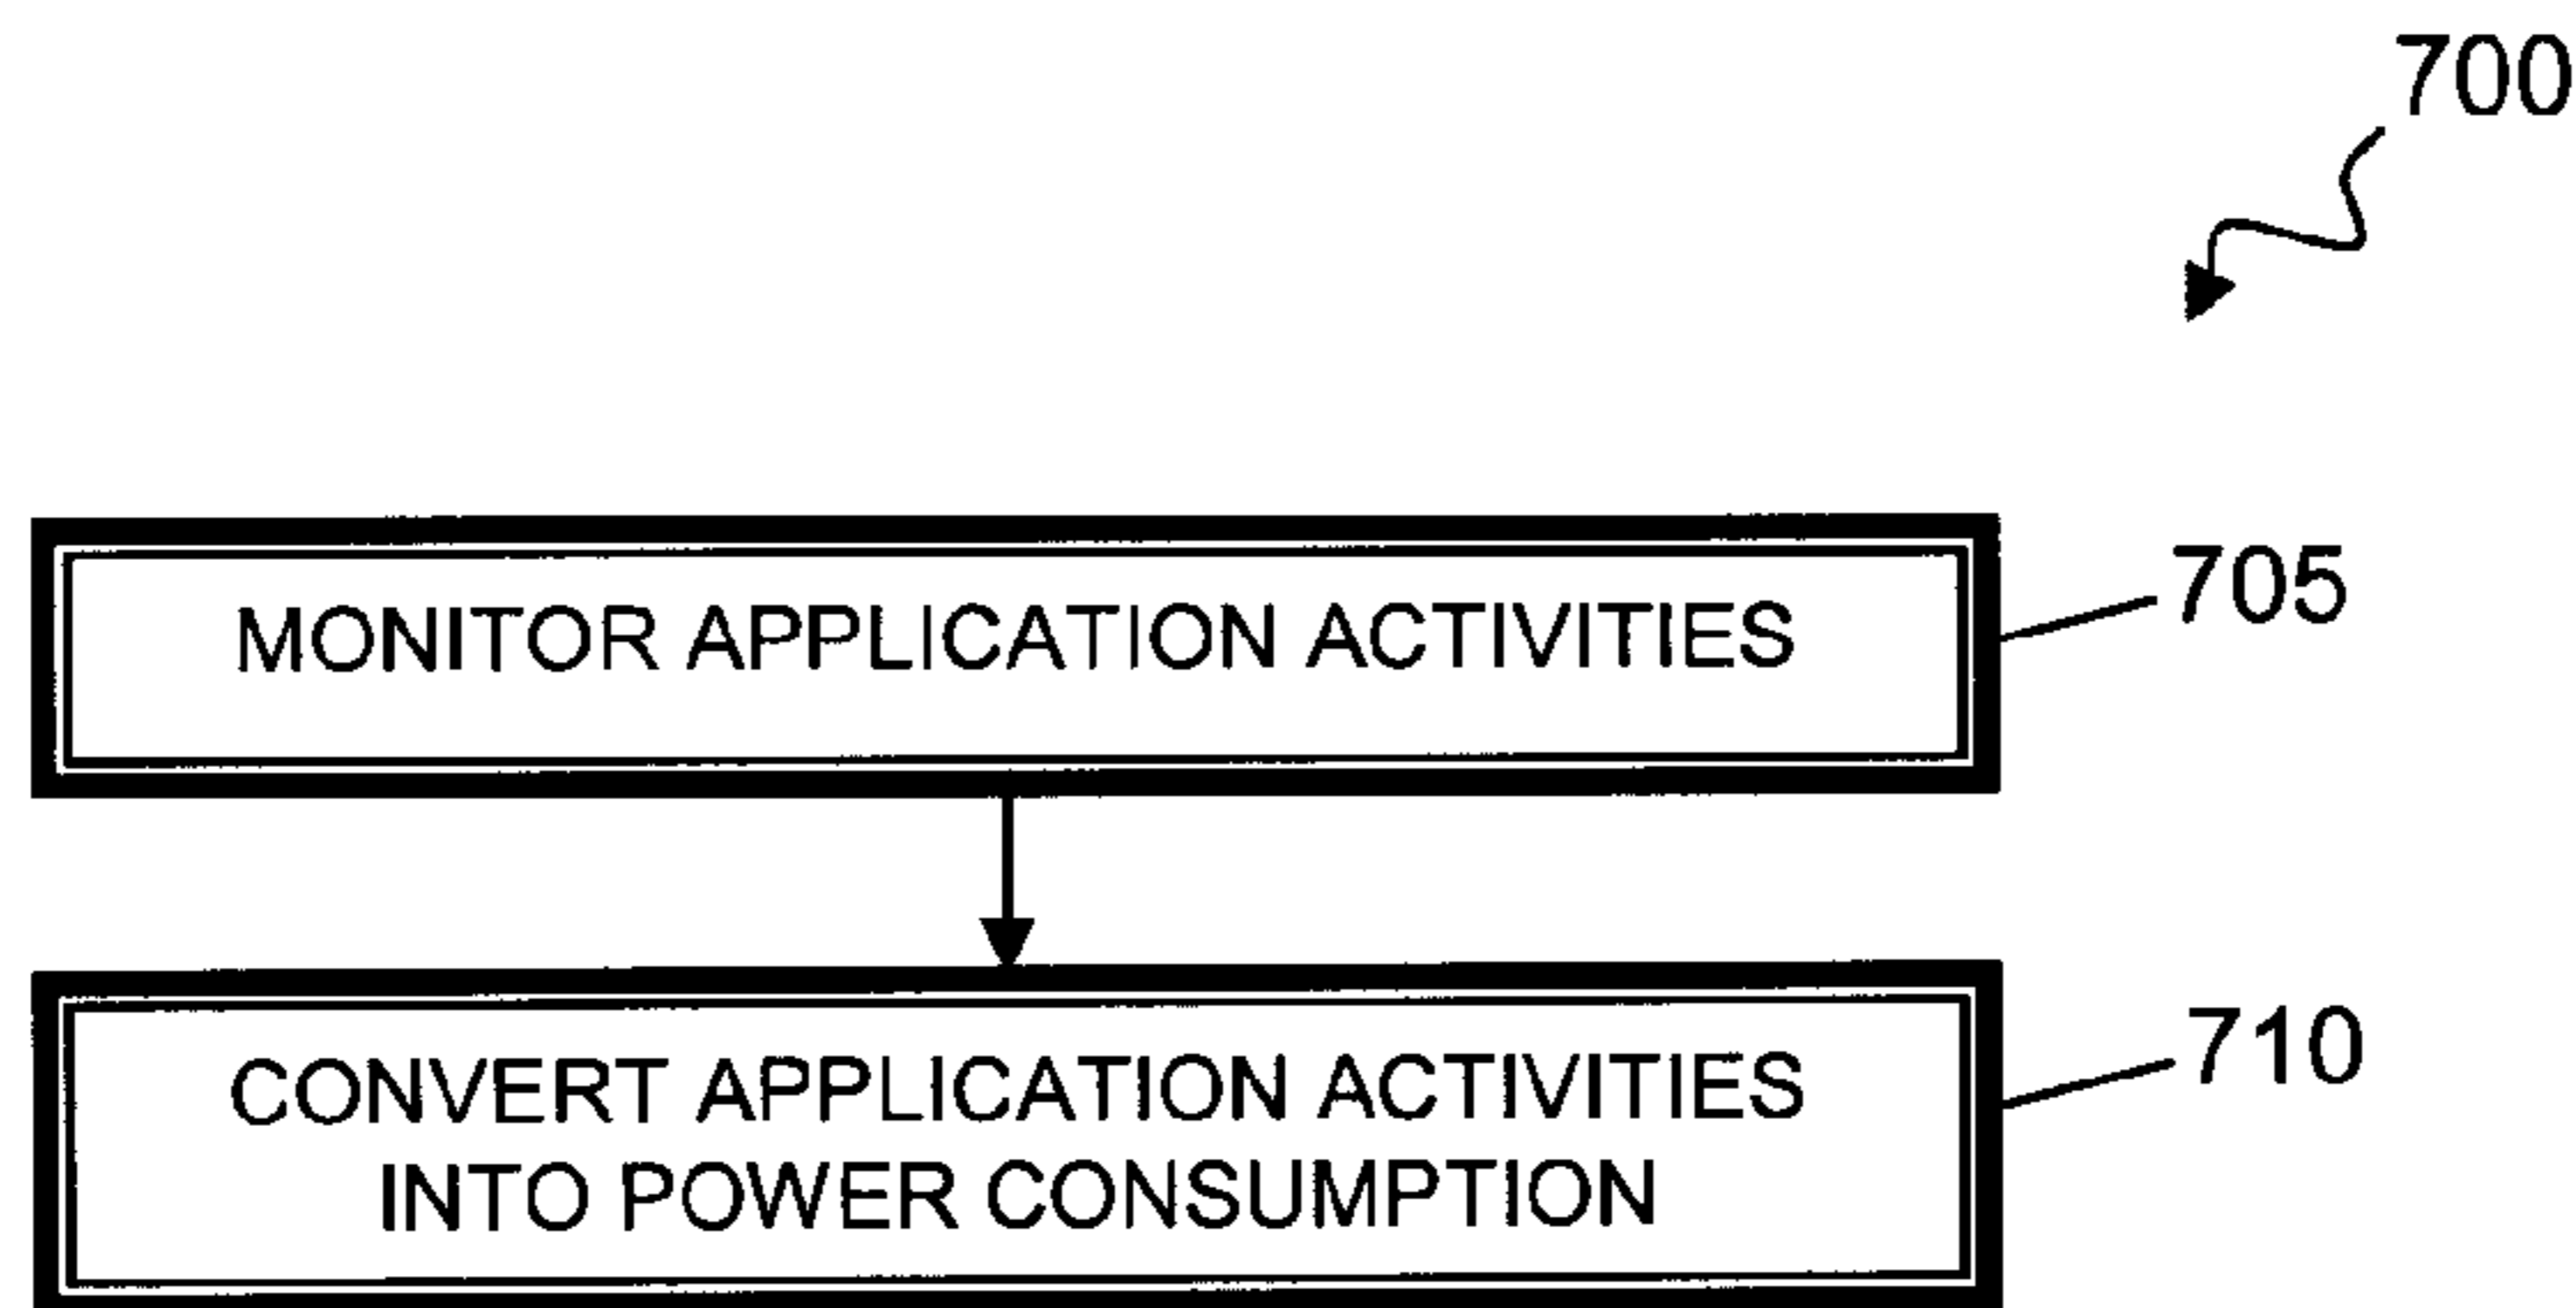 700
MONITOR APPLICATION ACTIVITIES
705
CONVERT APPLICATION ACTIVITIES
INTO POWER CONSUMPTION
710